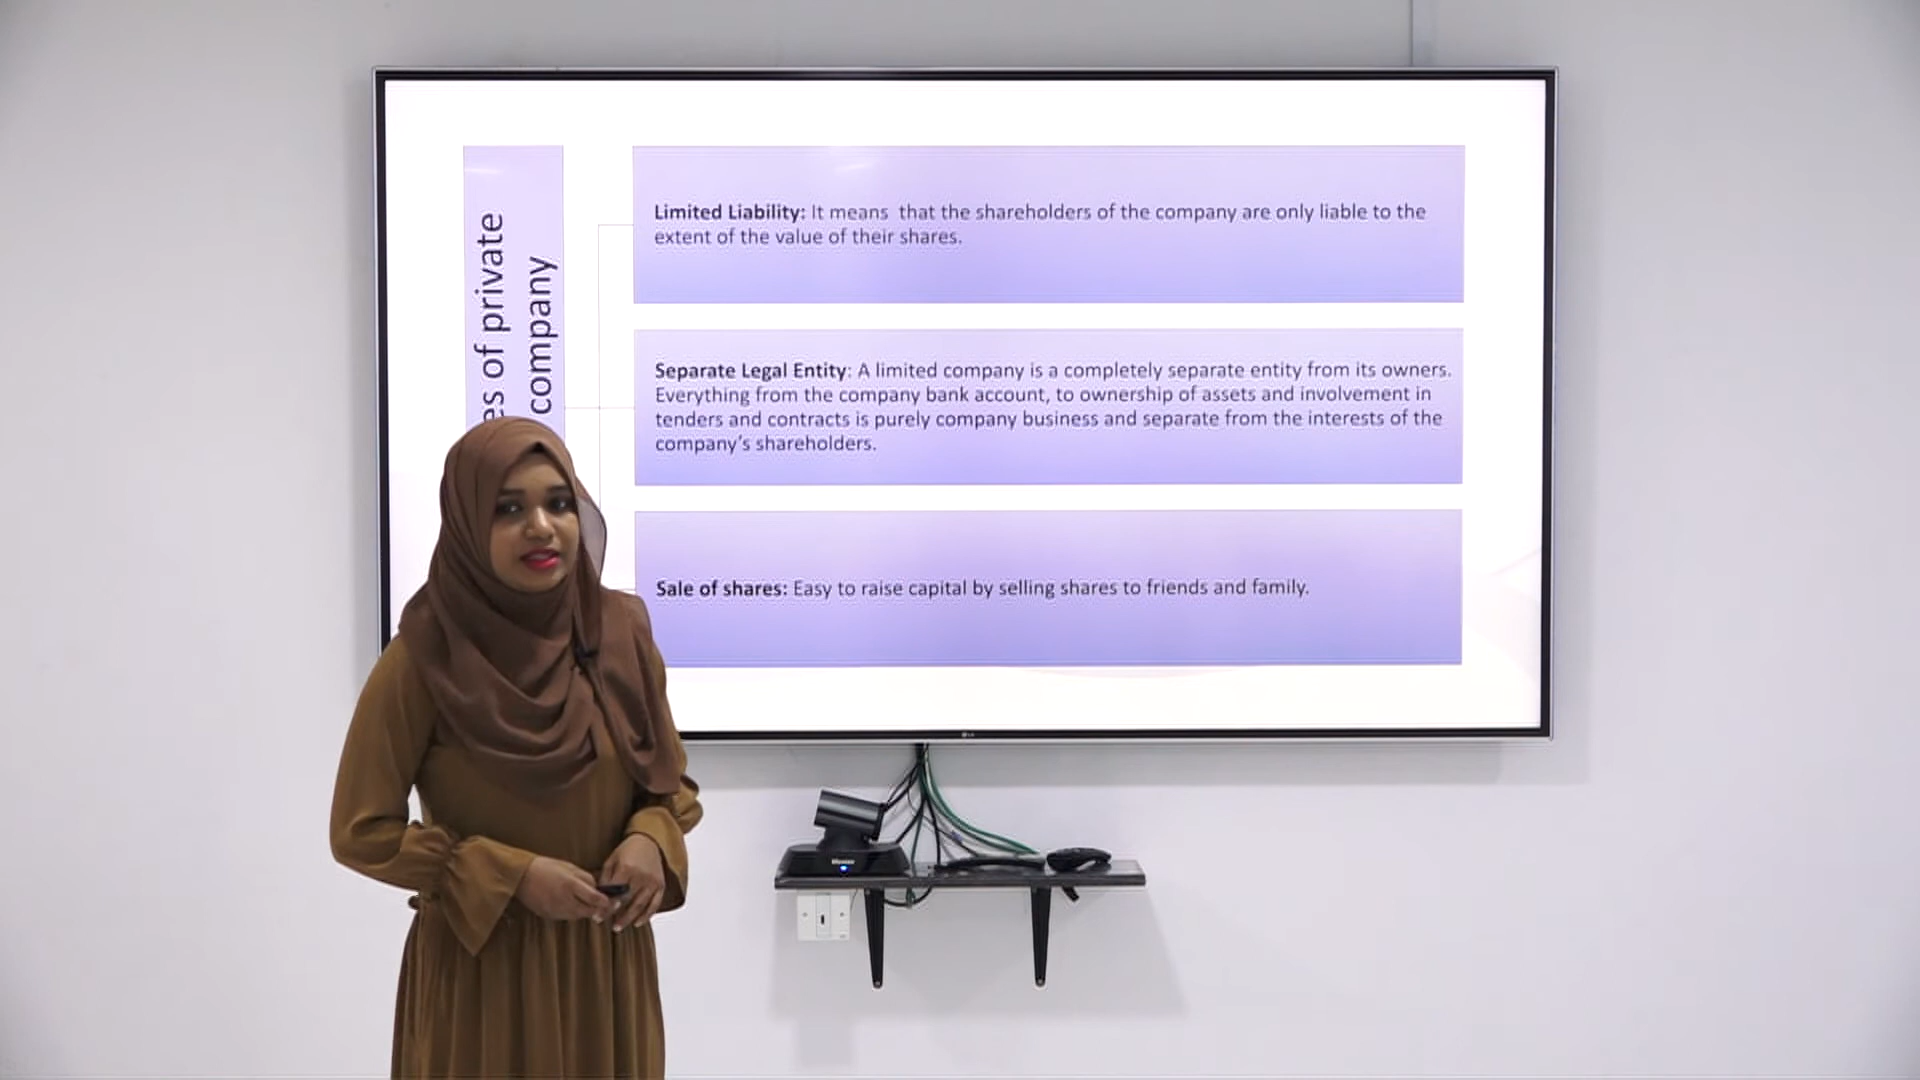 es of private
company
Limited Liability: It means that the shareholders of the company are only liable to the
extent of the value of their shares.
Separate Legal Entity: A limited company is a completely separate entity from its owners.
Everything from the company bank account, to ownership of assets and involvement in
tenders and contracts is purely company business and separate from the interests of the
company's shareholders.
Sale of shares: Easy to raise capital by selling shares to friends and family.